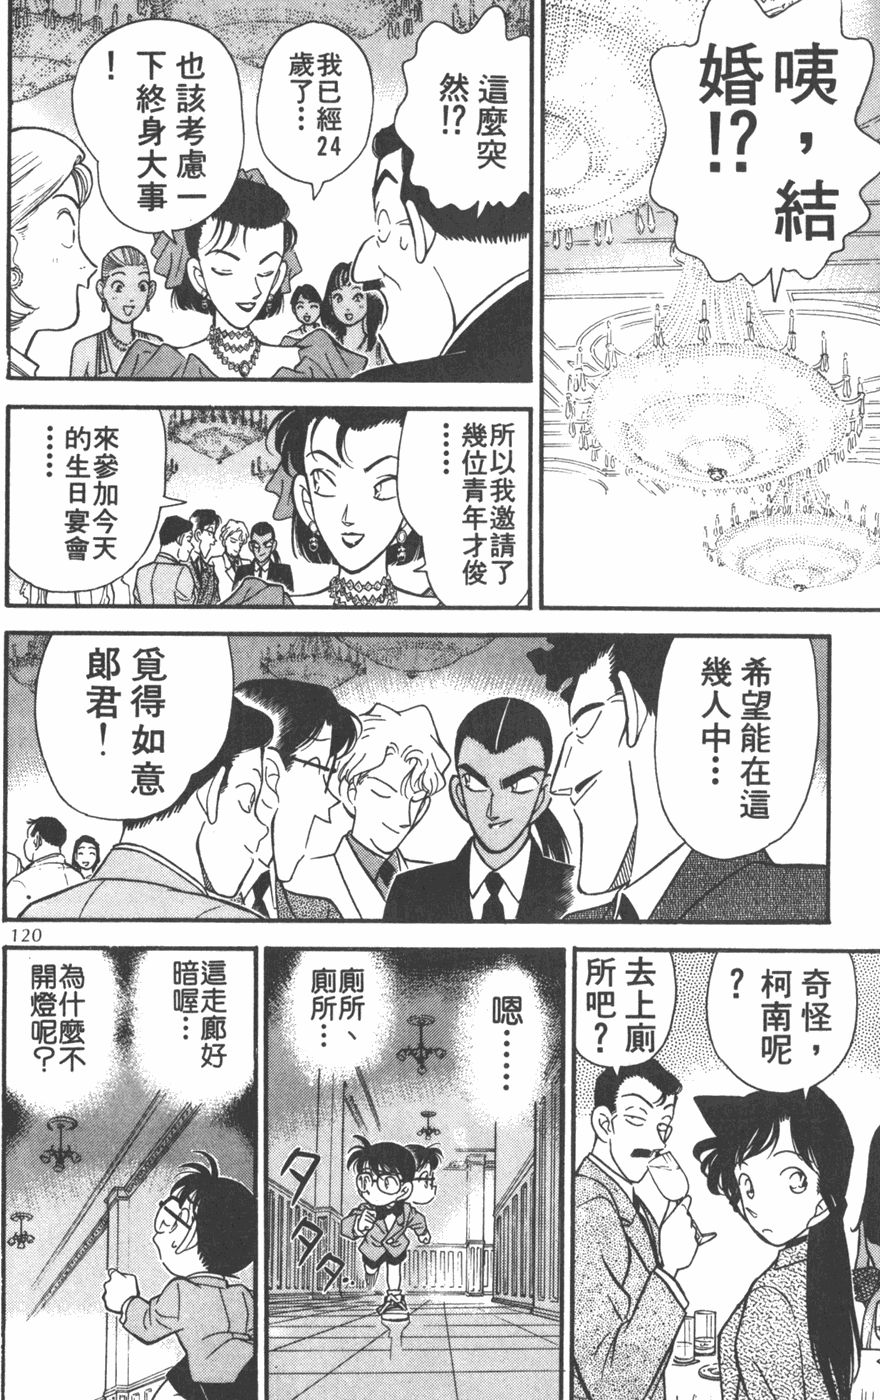 咦，結
婚!?
這麼突
然!?
我已經24
歲了…
也該考慮一
下終身大事
！
所以我邀請了
幾位青年才俊
……
來參加今天
的生日宴會
……
希望能在這
幾人中…
覓得如意
郎君！
120
奇怪，
柯南呢
？
去上廁
所吧？
嗯……
廁所、
廁所…
タタタ…
這走廊好
暗喔…
為什麼不
開燈呢？